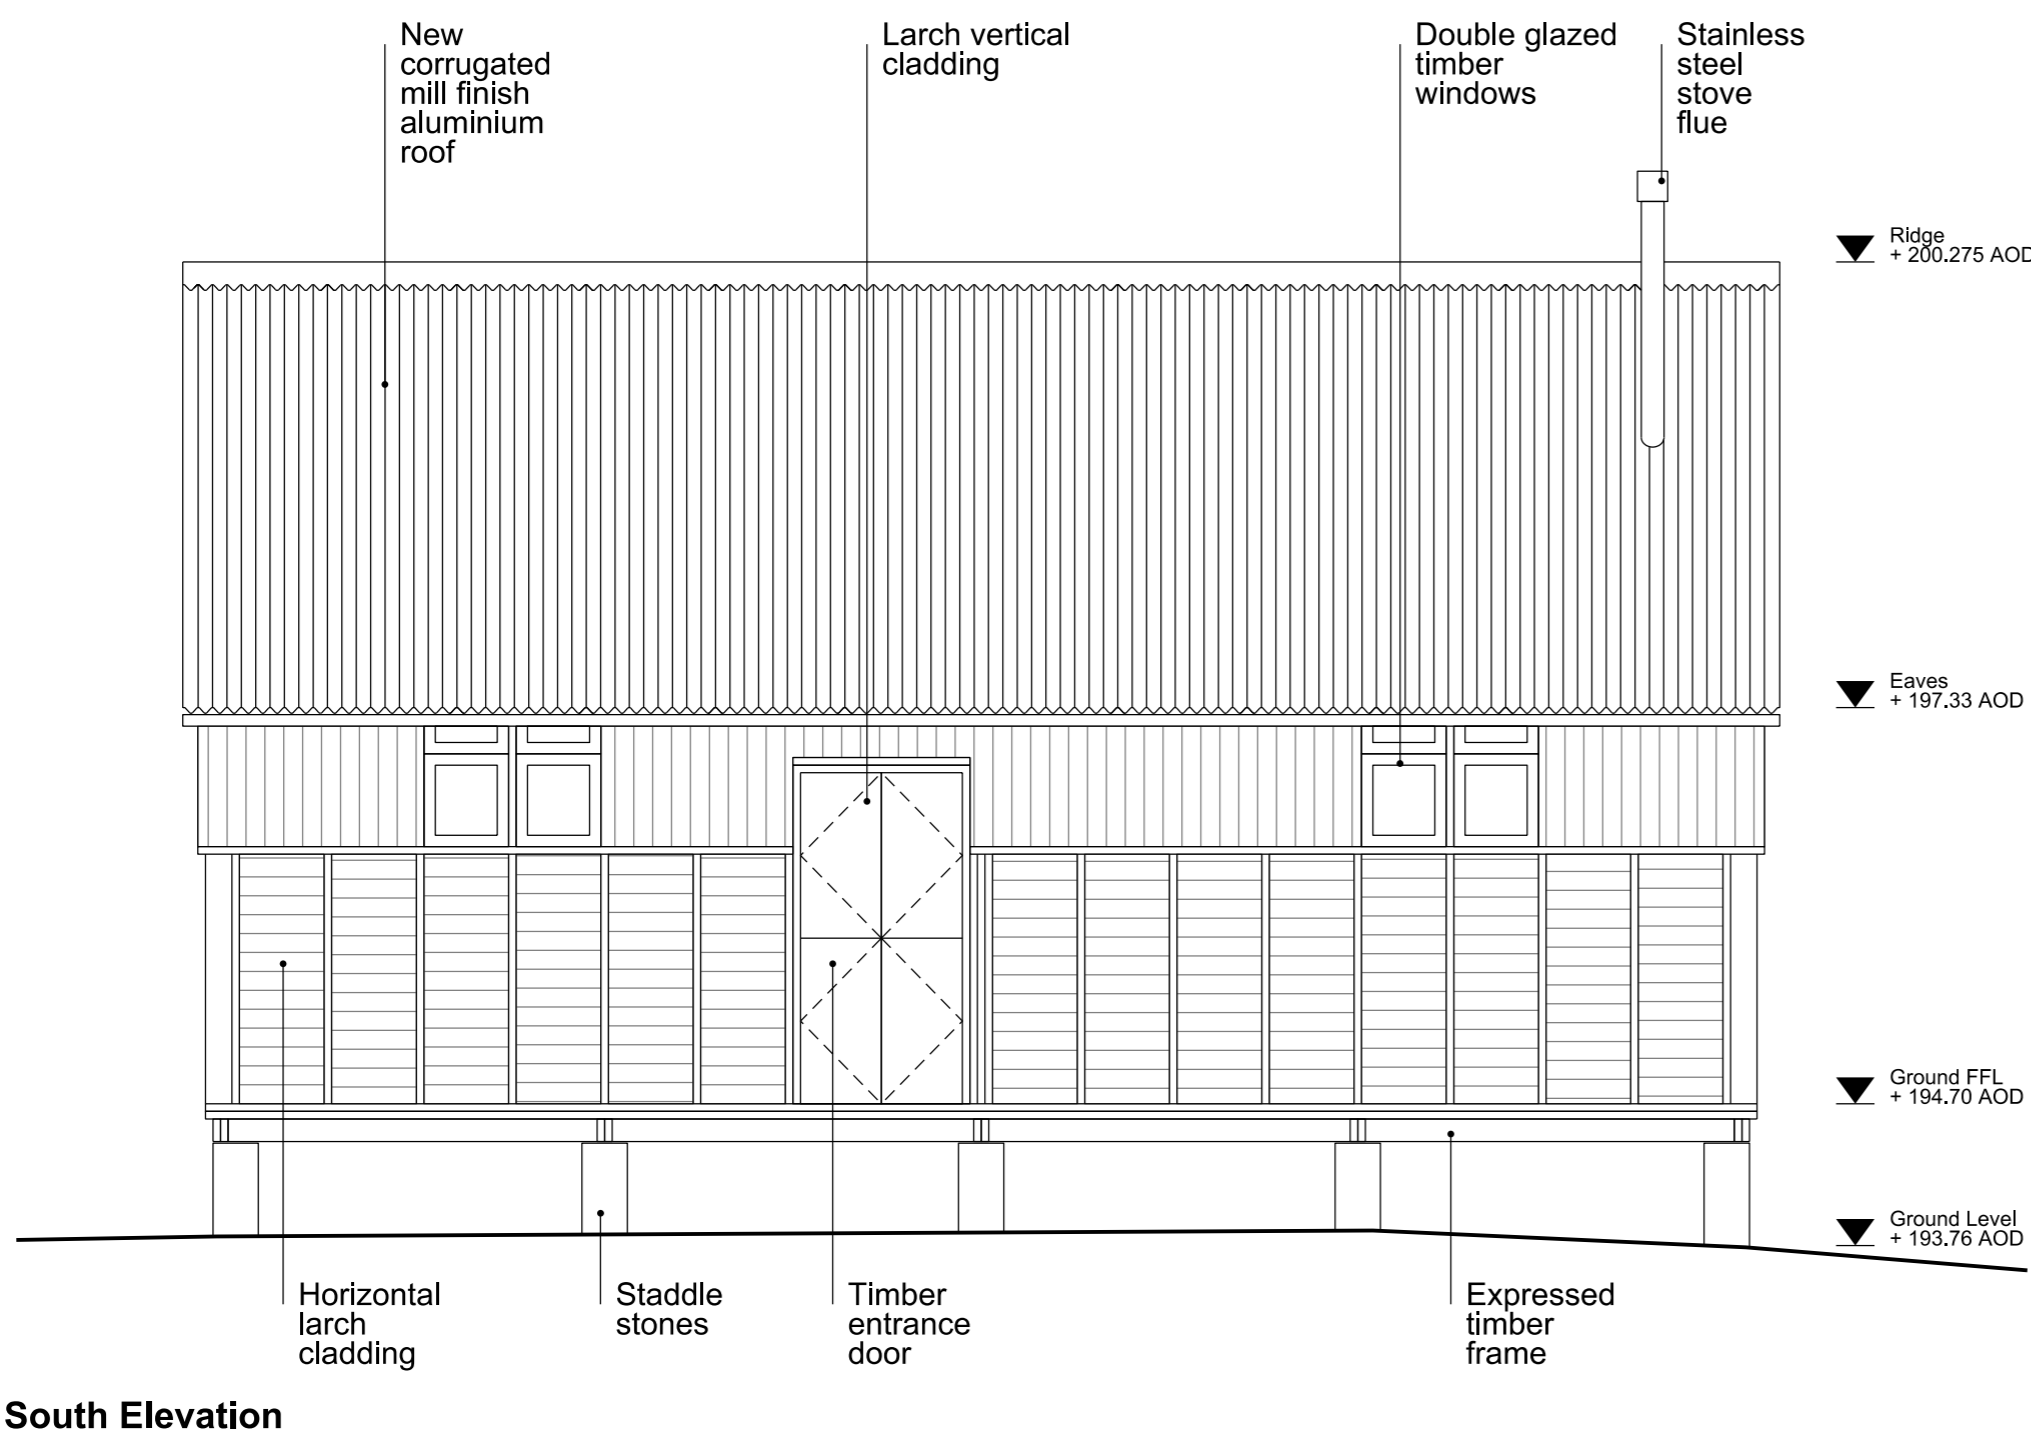 New
corrugated
mill finish
aluminium
roof
Larch vertical
cladding
Double glazed
timber
windows
Stainless
steel
stove
flue
Ridge
+ 200.275 AOD
Eaves
+ 197.33 AOD
Ground FFL
+ 194.70 AOD
Ground Level
+ 193.76 AOD
Horizontal
larch
cladding
Staddle
stones
Timber
entrance
door
Expressed
timber
frame
South Elevation